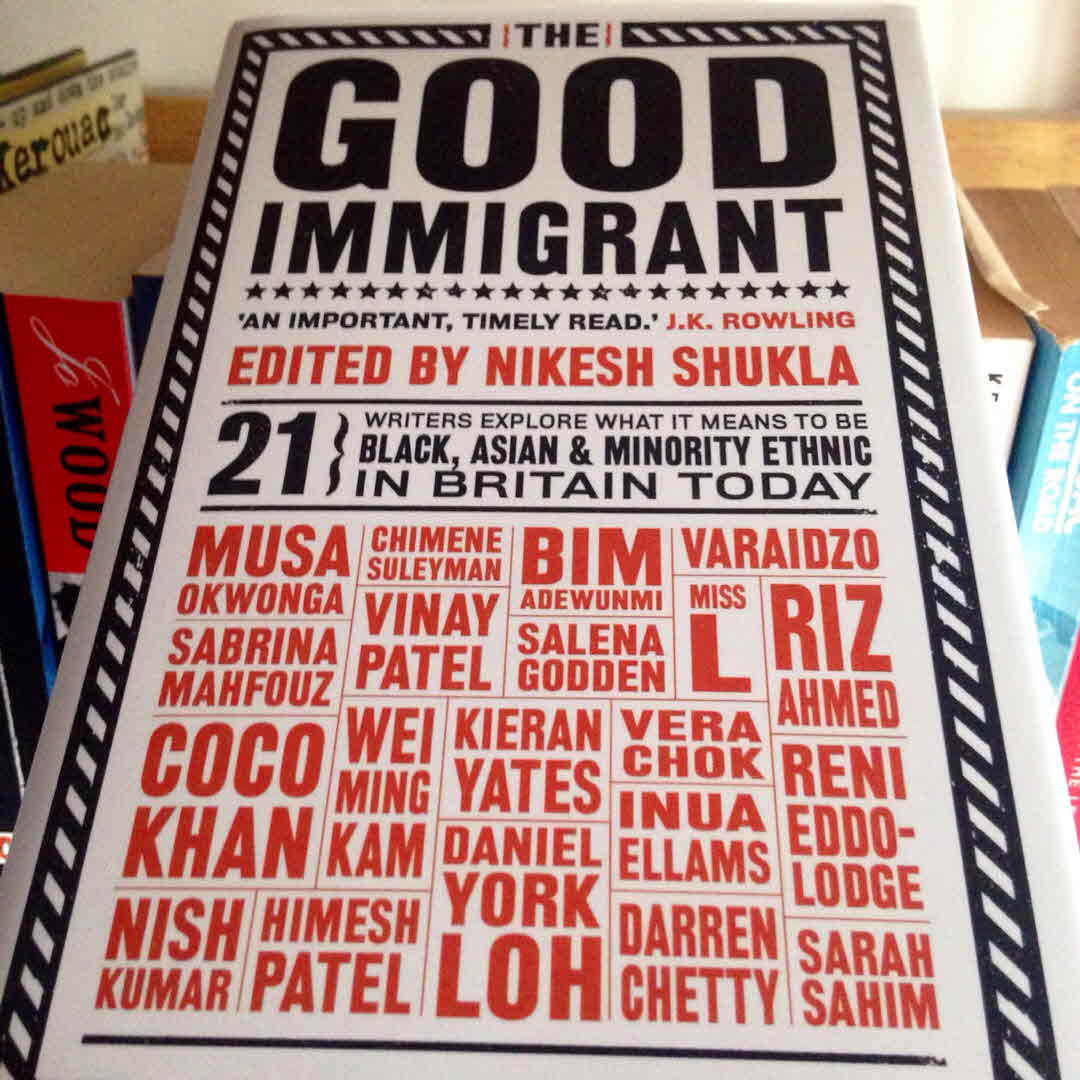 THE
GOOD
IMMIGRANT
'AN IMPORTANT, TIMELY READ.' J.K. ROWLING
EDITED BY NIKESH SHUKLA
21 WRITERS EXPLORE WHAT IT MEANS TO BE
BLACK, ASIAN & MINORITY ETHNIC
IN BRITAIN TODAY
MUSA
OKWONGA
CHIMENE
SULEYMAN
BIM
ADEWUNMI
VARAIDZO
SABRINA
MAHFOUZ
VINAY
PATEL
SALENA
GODDEN
MISS
L
RIZ
AHMED
COCO
KHAN
WEI
MING
KAM
KIERAN
YATES
VERA
CHOK
RENI
EDDO-
LODGE
INUA
ELLAMS
NISH
KUMAR
HIMESH
PATEL
DANIEL
YORK
LOH
DARREN
CHETTY
SARAH
SAHIM
Kerouac
WOOD
ON THE ROAD